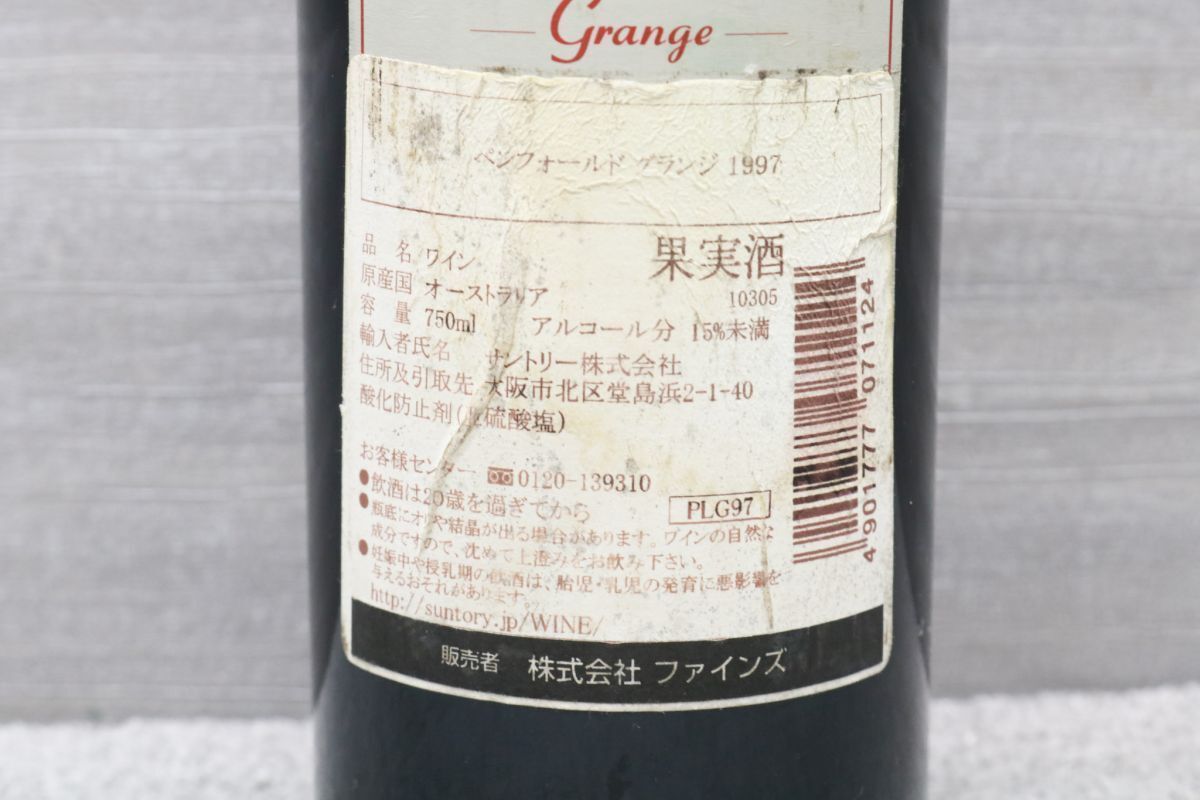 Grange
ペンフォールド グランジ 1997
品 名 ワイン
果実酒
原産国 オーストラリア
10305
容 量 750ml アルコール分 15%未満
輸入者氏名 サントリー株式会社
住所及引取先 大阪市北区堂島浜2-1-40
酸化防止剤(亜硫酸塩)
お客様センター 0120-139310
●飲酒は20歳を過ぎてから
PLG97
●瓶底にオリや結晶が出る場合があります。ワインの自然な
成分ですので、沈めて上澄みをお飲み下さい。
●妊娠中や授乳期の飲酒は、胎児・乳児の発育に悪影響を
与えるおそれがあります。
http://suntory.jp/WINE/
4 901777 071124
販売者 株式会社 ファインズ